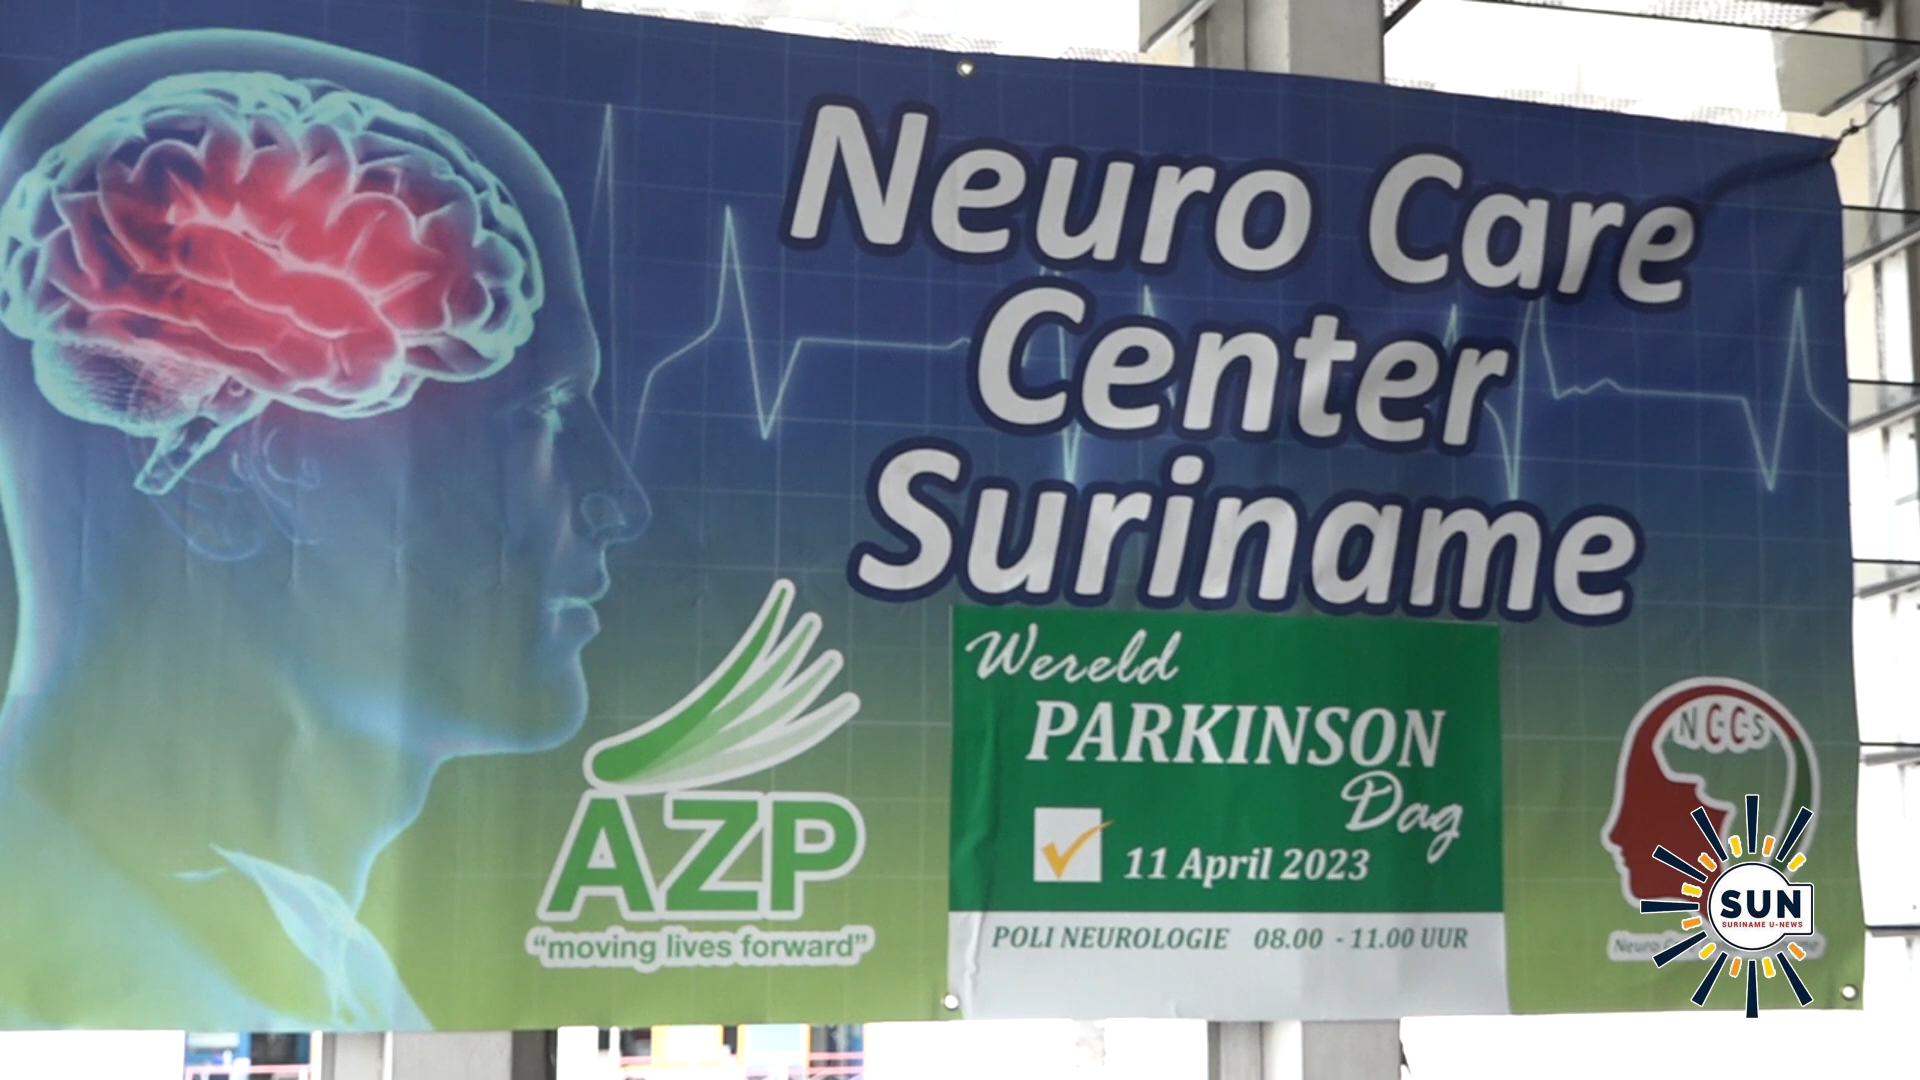 Neuro Care
Center
Suriname
Wereld
PARKINSON
Dag
11 April 2023
POLI NEUROLOGIE 08.00 - 11.00 UUR
AZP
“moving lives forward”
N·C·C·S
Neuro
SUN
SURINAME U-NEWS